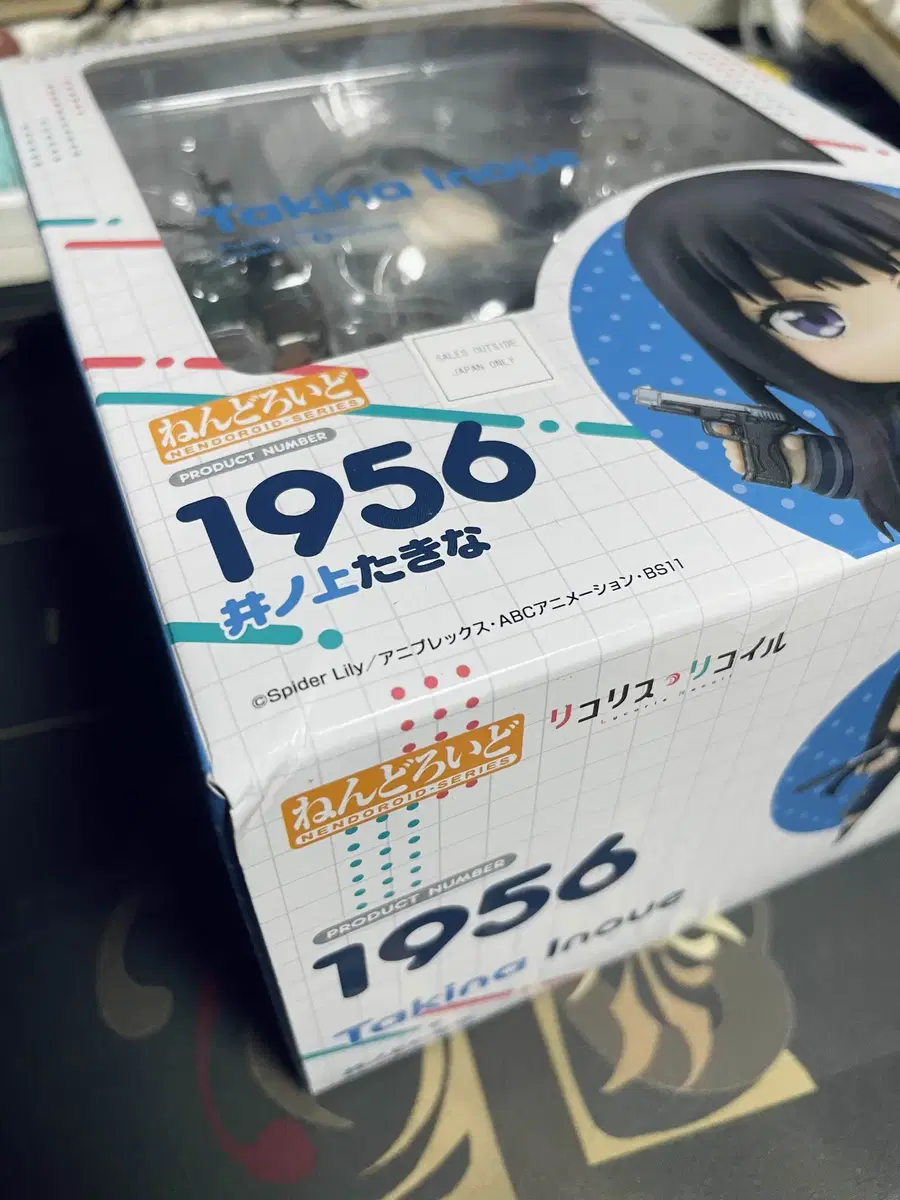 Takina Inoue
SALES OUTSIDE
JAPAN ONLY
ねんどろいど
NENDOROID-SERIES
PRODUCT NUMBER
1956
井ノ上たきな
©Spider Lily／アニプレックス・ABCアニメーション・BS11
リコリス リコイル
Lycoris Recoil
ねんどろいど
NENDOROID-SERIES
PRODUCT NUMBER
1956
Takina Inoue